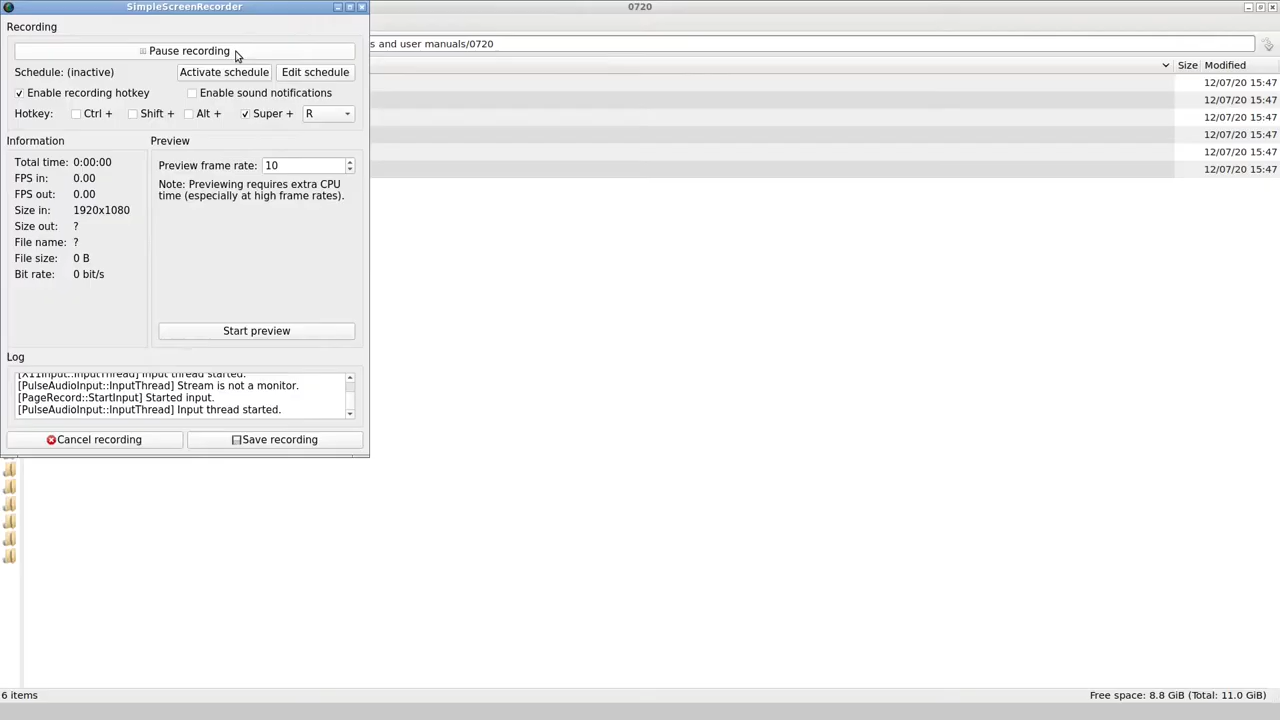 SimpleScreenRecorder
0720
Recording
Pause recording
s and user manuals/0720
Schedule: (inactive) Activate schedule Edit schedule
Size Modified
Enable recording hotkey Enable sound notifications
Hotkey: Ctrl + Shift + Alt + Super + R
12/07/20 15:47
12/07/20 15:47
12/07/20 15:47
12/07/20 15:47
12/07/20 15:47
12/07/20 15:47
Information
Total time: 0:00:00
FPS in: 0.00
FPS out: 0.00
Size in: 1920x1080
Size out: ?
File name: ?
File size: 0 B
Bit rate: 0 bit/s
Preview
Preview frame rate: 10
Note: Previewing requires extra CPU
time (especially at high frame rates).
Start preview
Log
[X11Input::InputThread] Input thread started.
[PulseAudioInput::InputThread] Stream is not a monitor.
[PageRecord::StartInput] Started input.
[PulseAudioInput::InputThread] Input thread started.
Cancel recording Save recording
6 items
Free space: 8.8 GiB (Total: 11.0 GiB)